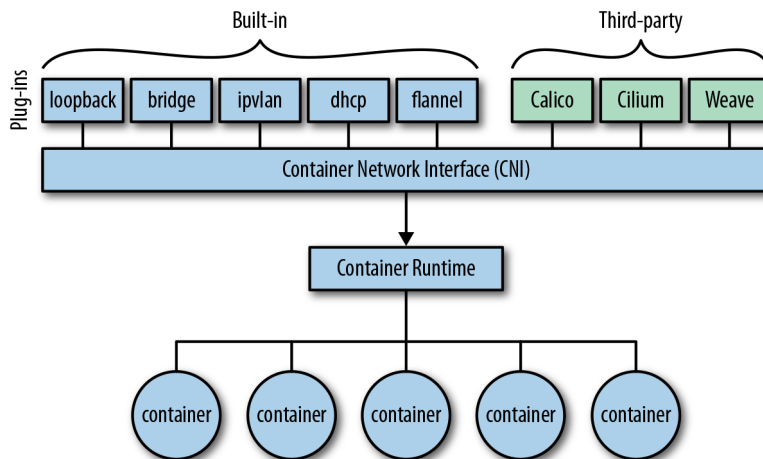 Built-in
Third-party
Plug-ins
loopback
bridge
ipvlan
dhcp
flannel
Calico
Cilium
Weave
Container Network Interface (CNI)
Container Runtime
container
container
container
container
container